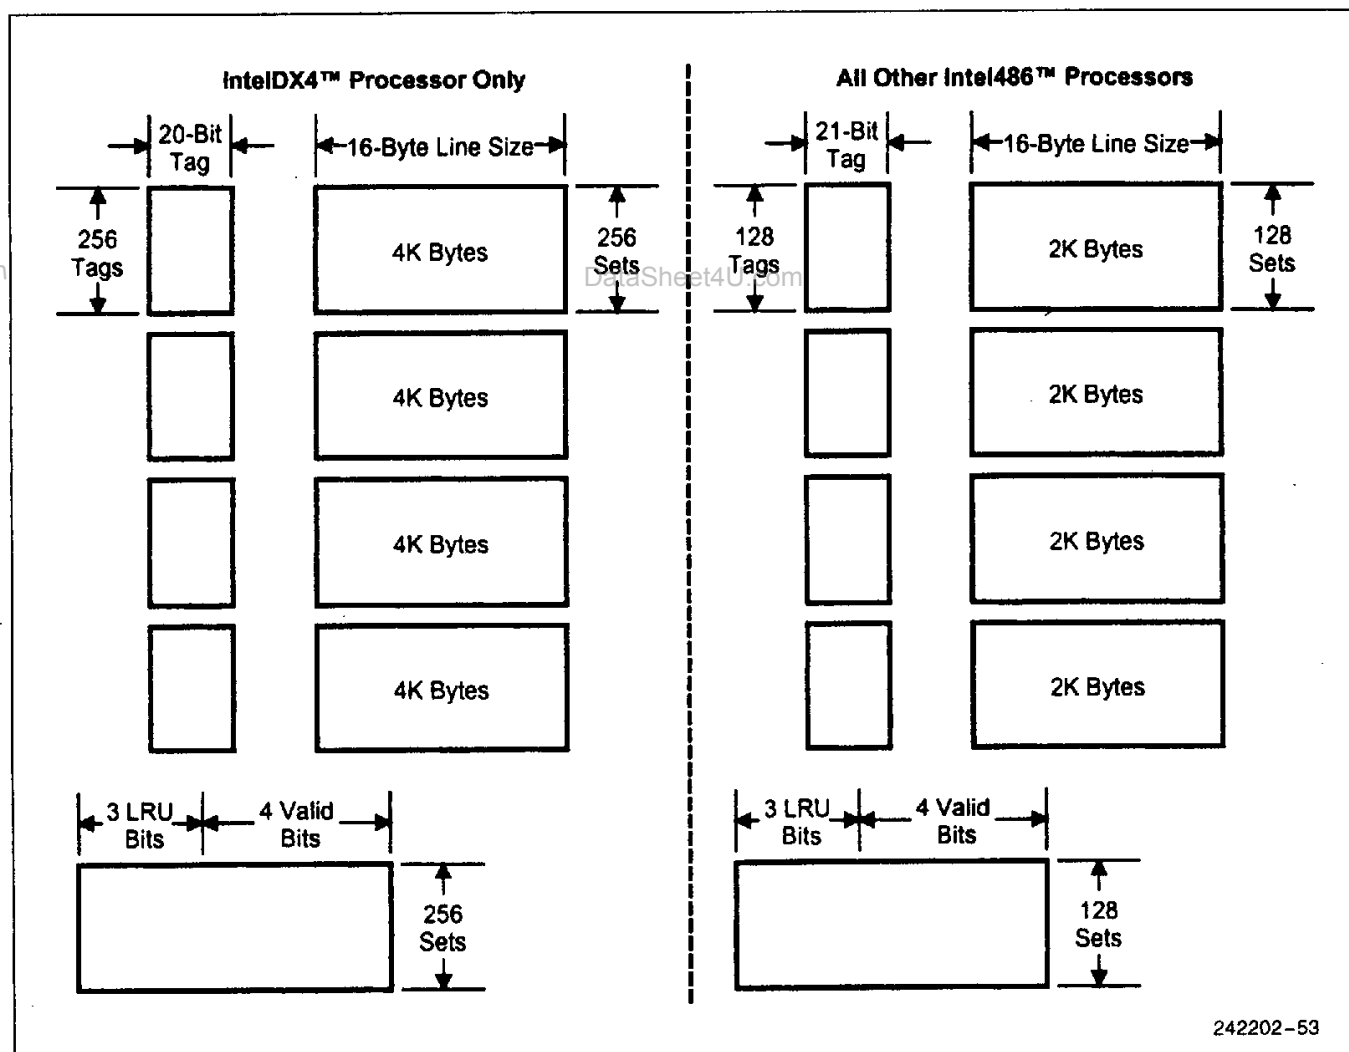 IntelDX4™ Processor Only
20-Bit
Tag
16-Byte Line Size
256
Tags
4K Bytes
256
Sets
4K Bytes
4K Bytes
4K Bytes
3 LRU
Bits
4 Valid
Bits
256
Sets
All Other Intel486™ Processors
21-Bit
Tag
16-Byte Line Size
128
Tags
2K Bytes
128
Sets
2K Bytes
2K Bytes
2K Bytes
3 LRU
Bits
4 Valid
Bits
128
Sets
DataSheet4U.com
242202-53